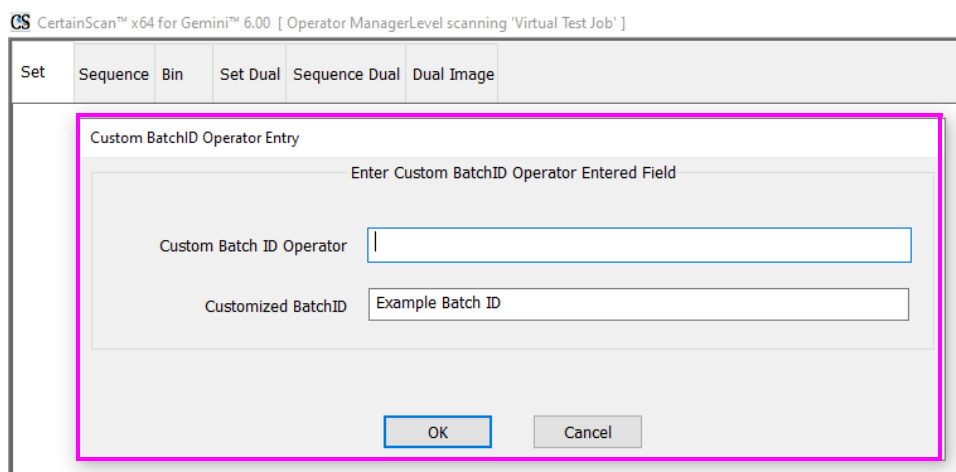 CS CertainScan™ x64 for Gemini™ 6.00 [ Operator ManagerLevel scanning 'Virtual Test Job' ]
Set Sequence Bin Set Dual Sequence Dual Dual Image
Custom BatchID Operator Entry
Enter Custom BatchID Operator Entered Field
Custom Batch ID Operator
Customized BatchID Example Batch ID
OK Cancel